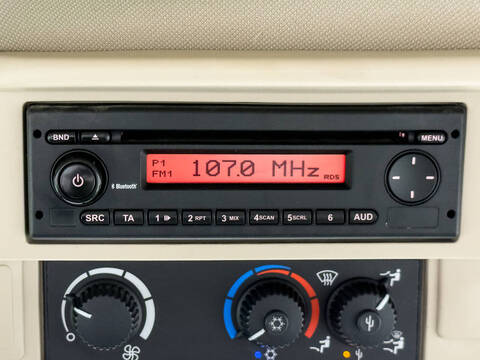 BND
MENU
P1
FM1
107.0 MHz
RDS
Bluetooth
SRC TA 1 2 RPT 3 MIX 4 SCAN 5 SCRL 6 AUD
0